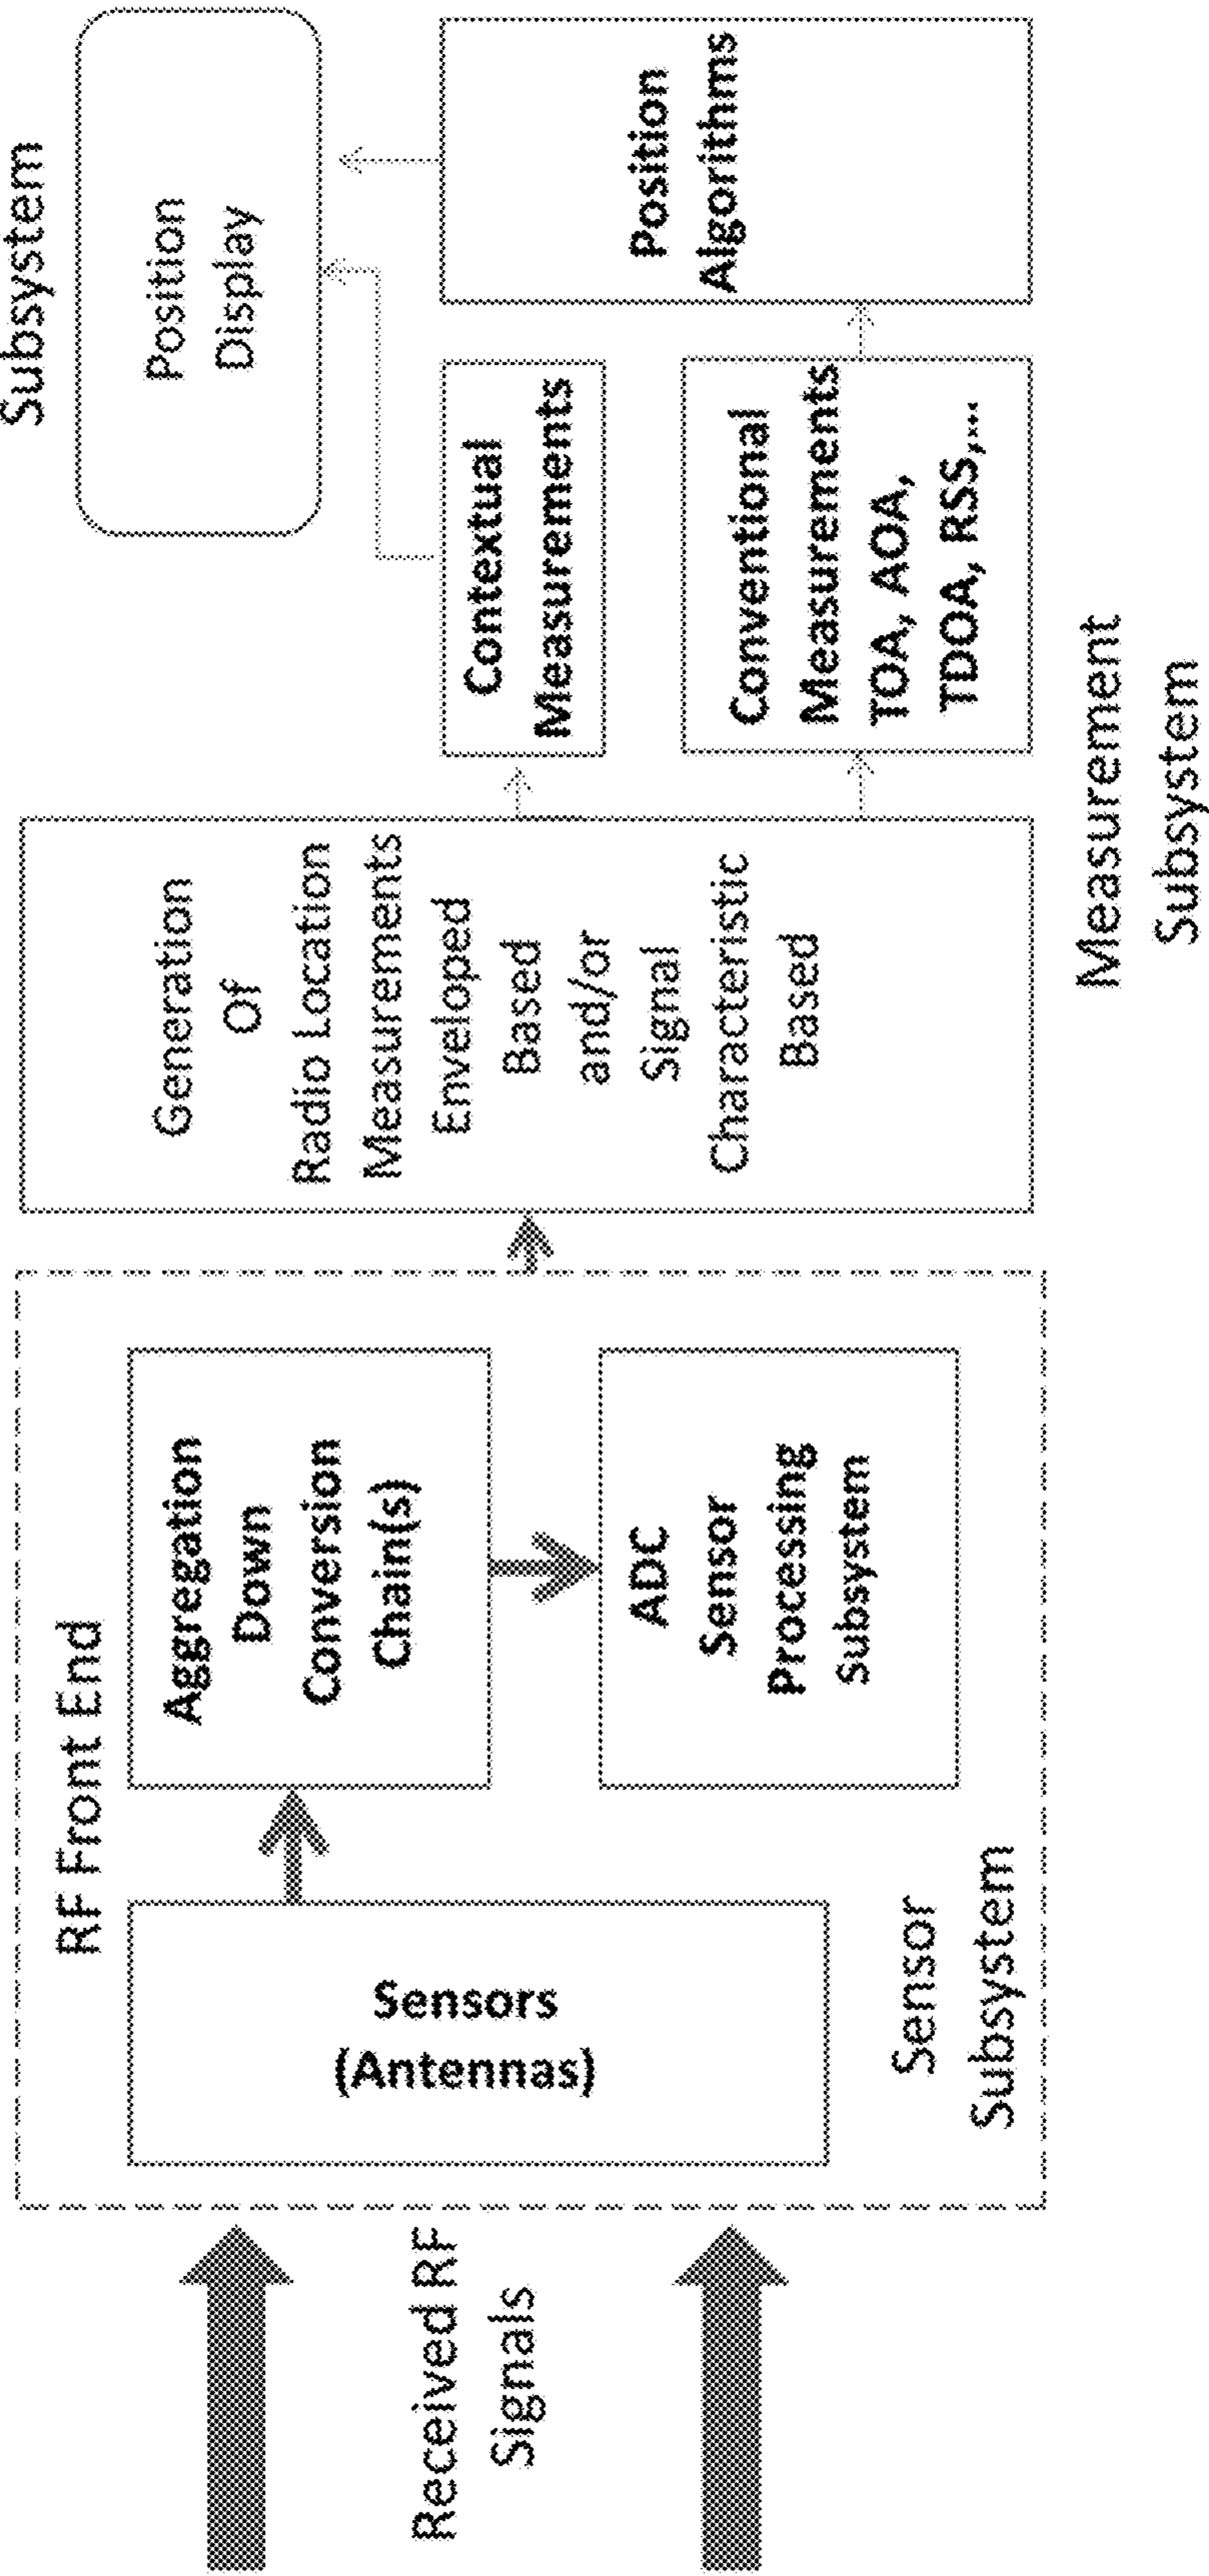 Received RF
Signals
RF Front End
Sensors
(Antennas)
Aggregation
Down
Conversion
Chain(s)
ADC
Sensor
Processing
Subsystem
Sensor
Subsystem
Generation
Of
Radio Location
Measurements
Enveloped
Based
and/or
Signal
Characteristic
Based
Contextual
Measurements
Conventional
Measurements
TOA, AOA,
TDOA, RSS,...
Measurement
Subsystem
Subsystem
Position
Display
Position
Algorithms